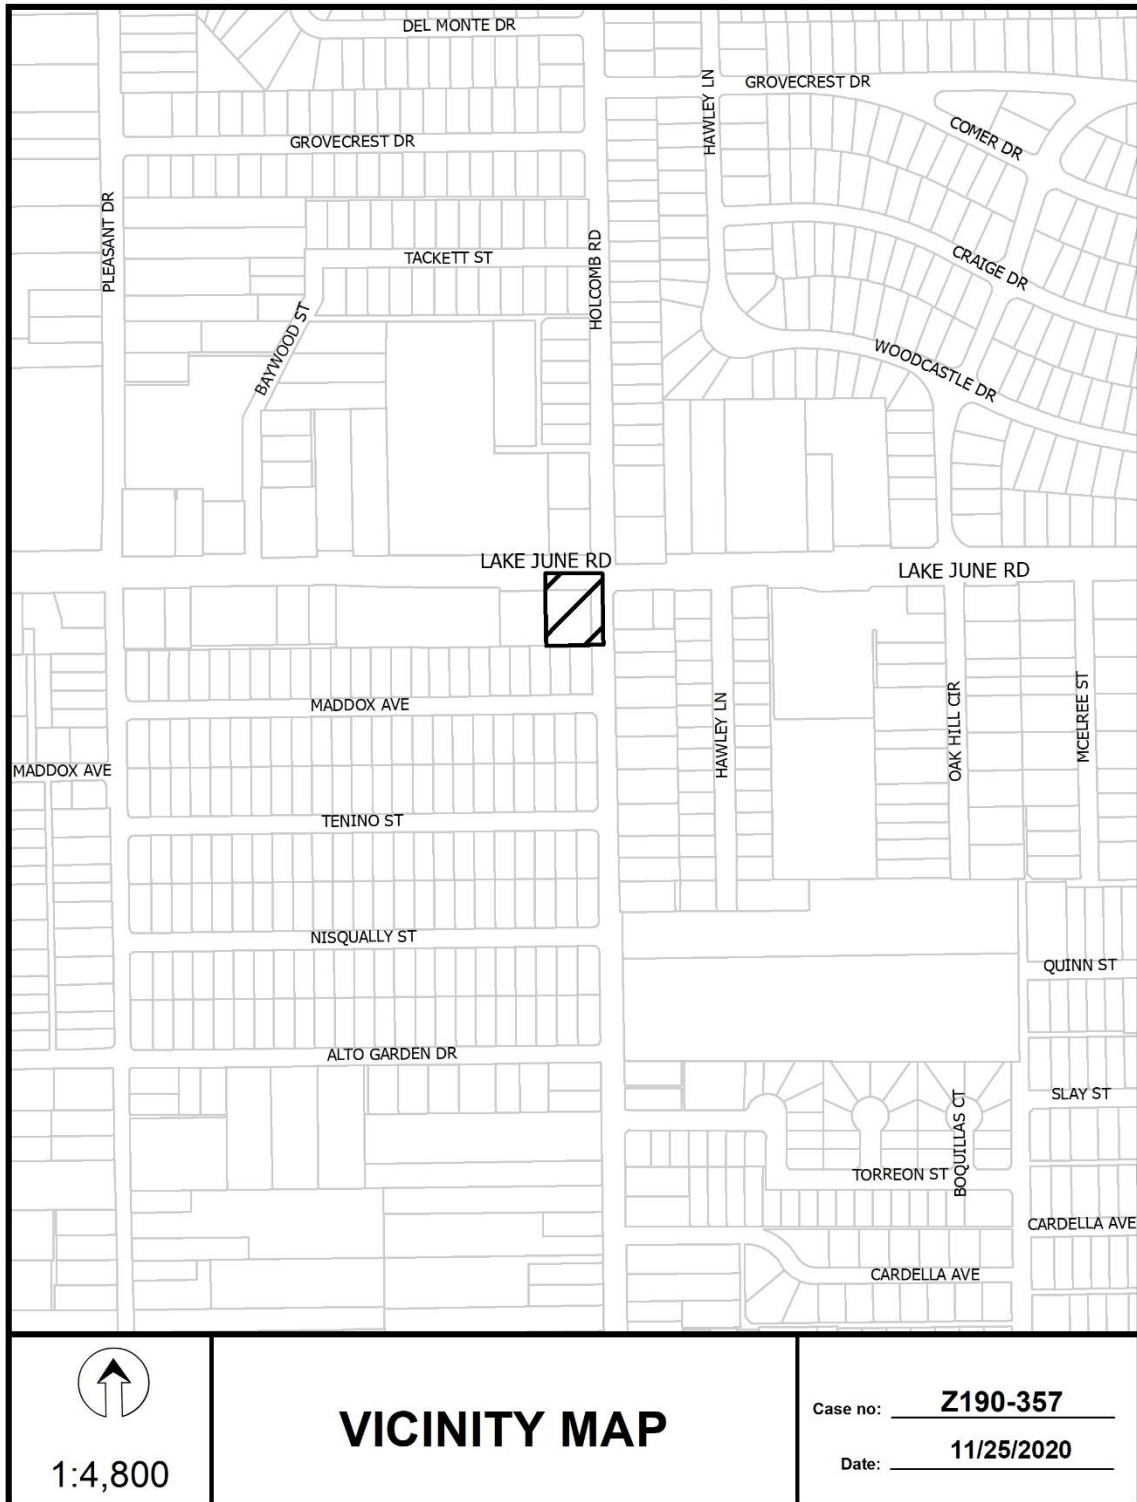 DEL MONTE DR
GROVECREST DR
HAWLEY LN
COMER DR
GROVECREST DR
PLEASANT DR
HOLCOMB RD
TACKETT ST
CRAIGE DR
BAYWOOD ST
WOODCASTLE DR
LAKE JUNE RD
LAKE JUNE RD
MADDOX AVE
HAWLEY LN
OAK HILL CIR
MCELREE ST
MADDOX AVE
TENINO ST
NISQUALLY ST
QUINN ST
ALTO GARDEN DR
SLAY ST
BOQUILLAS CT
TORREON ST
CARDELLA AVE
CARDELLA AVE
1:4,800
VICINITY MAP
Case no: Z190-357
Date: 11/25/2020